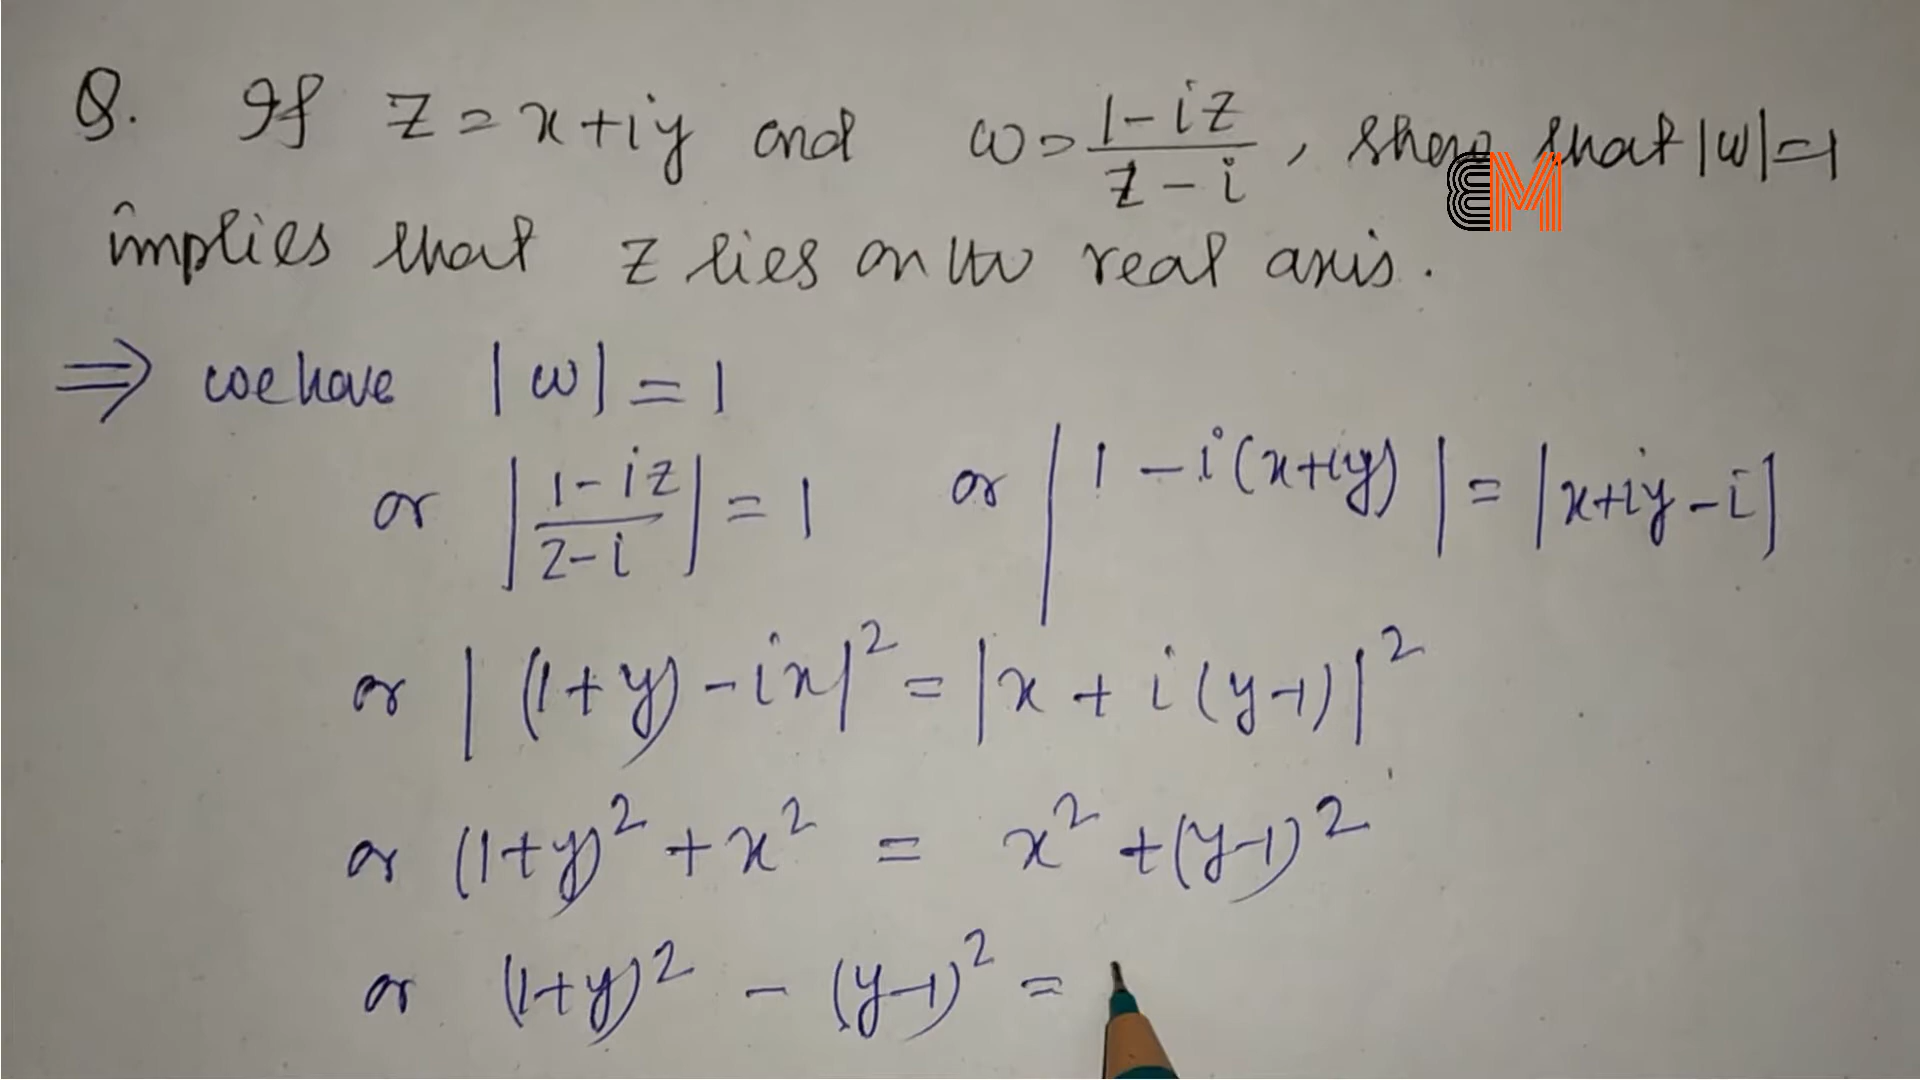 Q. If z = x+iy and ω = (1-iz)/(z-i), show that |ω| = 1
implies that z lies on the real axis.
⇒ we have |ω| = 1
or |(1-iz)/(z-i)| = 1 or |1-i(x+iy)| = |x+iy-i|
or |(1+y)-ix|² = |x+i(y-1)|²
or (1+y)²+x² = x²+(y-1)²
or (1+y)² - (y-1)² =
EM